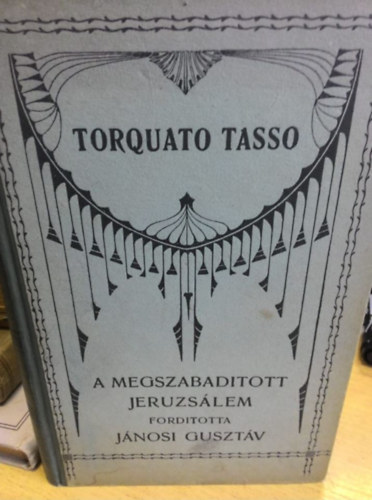 TORQUATO TASSO
A MEGSZABADITOTT
JERUZSÁLEM
FORDITOTTA
JÁNOSI GUSZTÁV